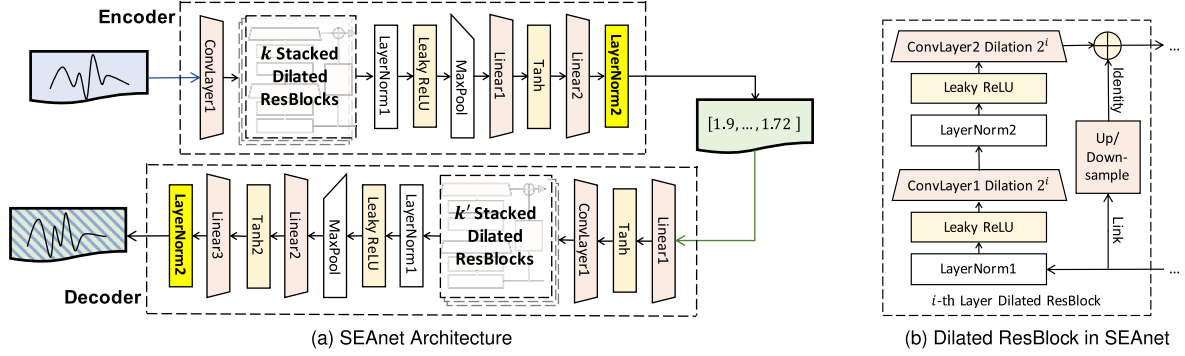 Encoder
ConvLayer1
k Stacked
Dilated
ResBlocks
LayerNorm1
Leaky ReLU
MaxPool
Linear1
Tanh
Linear2
LayerNorm2
[1.9, ..., 1.72 ]
Linear1
Tanh
ConvLayer1
k′ Stacked
Dilated
ResBlocks
LayerNorm1
Leaky ReLU
MaxPool
Linear2
Tanh2
Linear3
LayerNorm2
Decoder
(a) SEAnet Architecture
ConvLayer2 Dilation 2^i
...
Leaky ReLU
Identity
LayerNorm2
Up/
Down-
sample
ConvLayer1 Dilation 2^i
Leaky ReLU
Link
LayerNorm1
...
i-th Layer Dilated ResBlock
(b) Dilated ResBlock in SEAnet